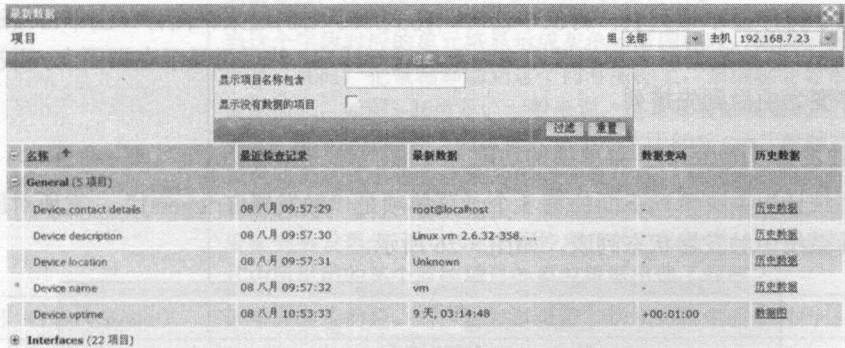 最新数据
项目 组 全部 主机 192.168.7.23
过滤
显示项目名称包含
显示没有数据的项目
过滤 重置
名称 最近检查记录 最新数据 数据变动 历史数据
General (5 项目)
Device contact details 08 八月 09:57:29 root@localhost - 历史数据
Device description 08 八月 09:57:30 Linux vm 2.6.32-358. ... - 历史数据
Device location 08 八月 09:57:31 Unknown - 历史数据
Device name 08 八月 09:57:32 vm - 历史数据
Device uptime 08 八月 10:53:33 9 天, 03:14:48 +00:01:00 数据图
Interfaces (22 项目)